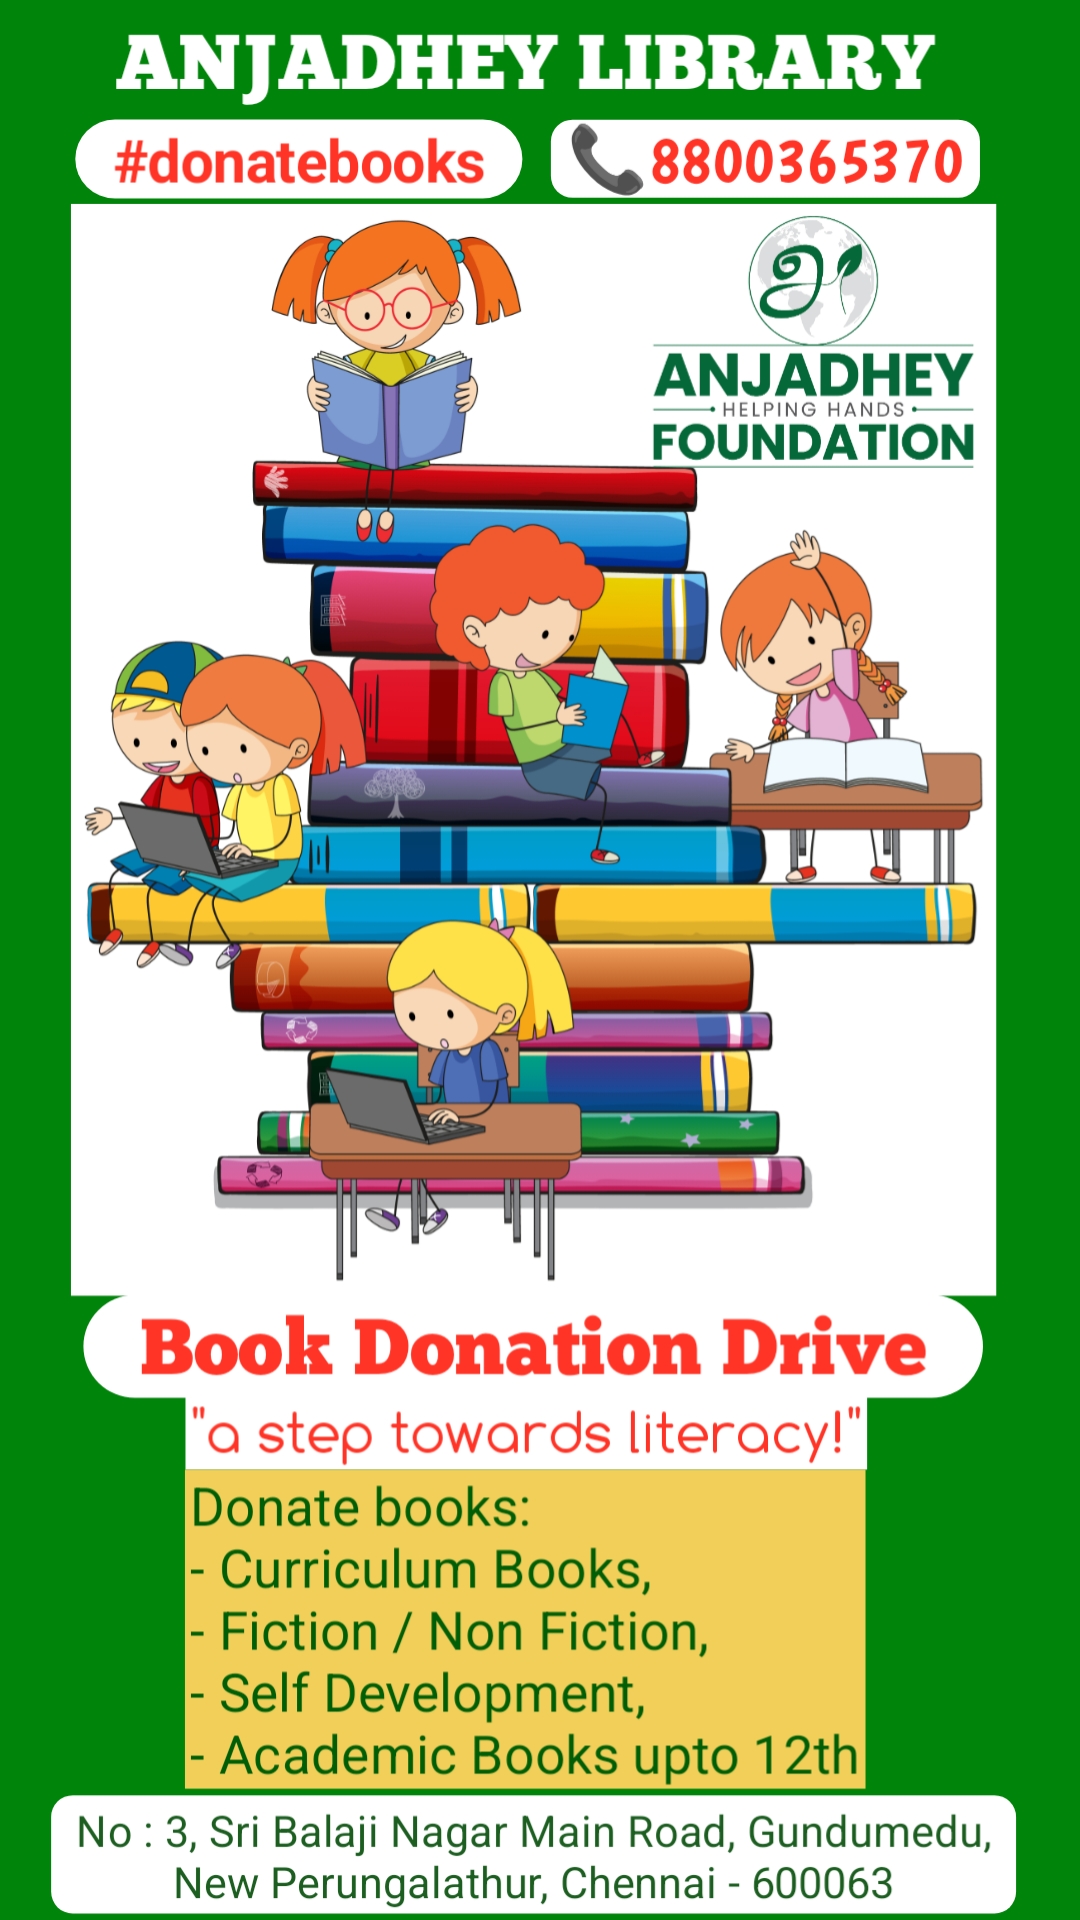 ANJADHEY LIBRARY
#donatebooks
8800365370
ANJADHEY
HELPING HANDS
FOUNDATION
Book Donation Drive
"a step towards literacy!"
Donate books:
- Curriculum Books,
- Fiction / Non Fiction,
- Self Development,
- Academic Books upto 12th
No : 3, Sri Balaji Nagar Main Road, Gundumedu,
New Perungalathur, Chennai - 600063